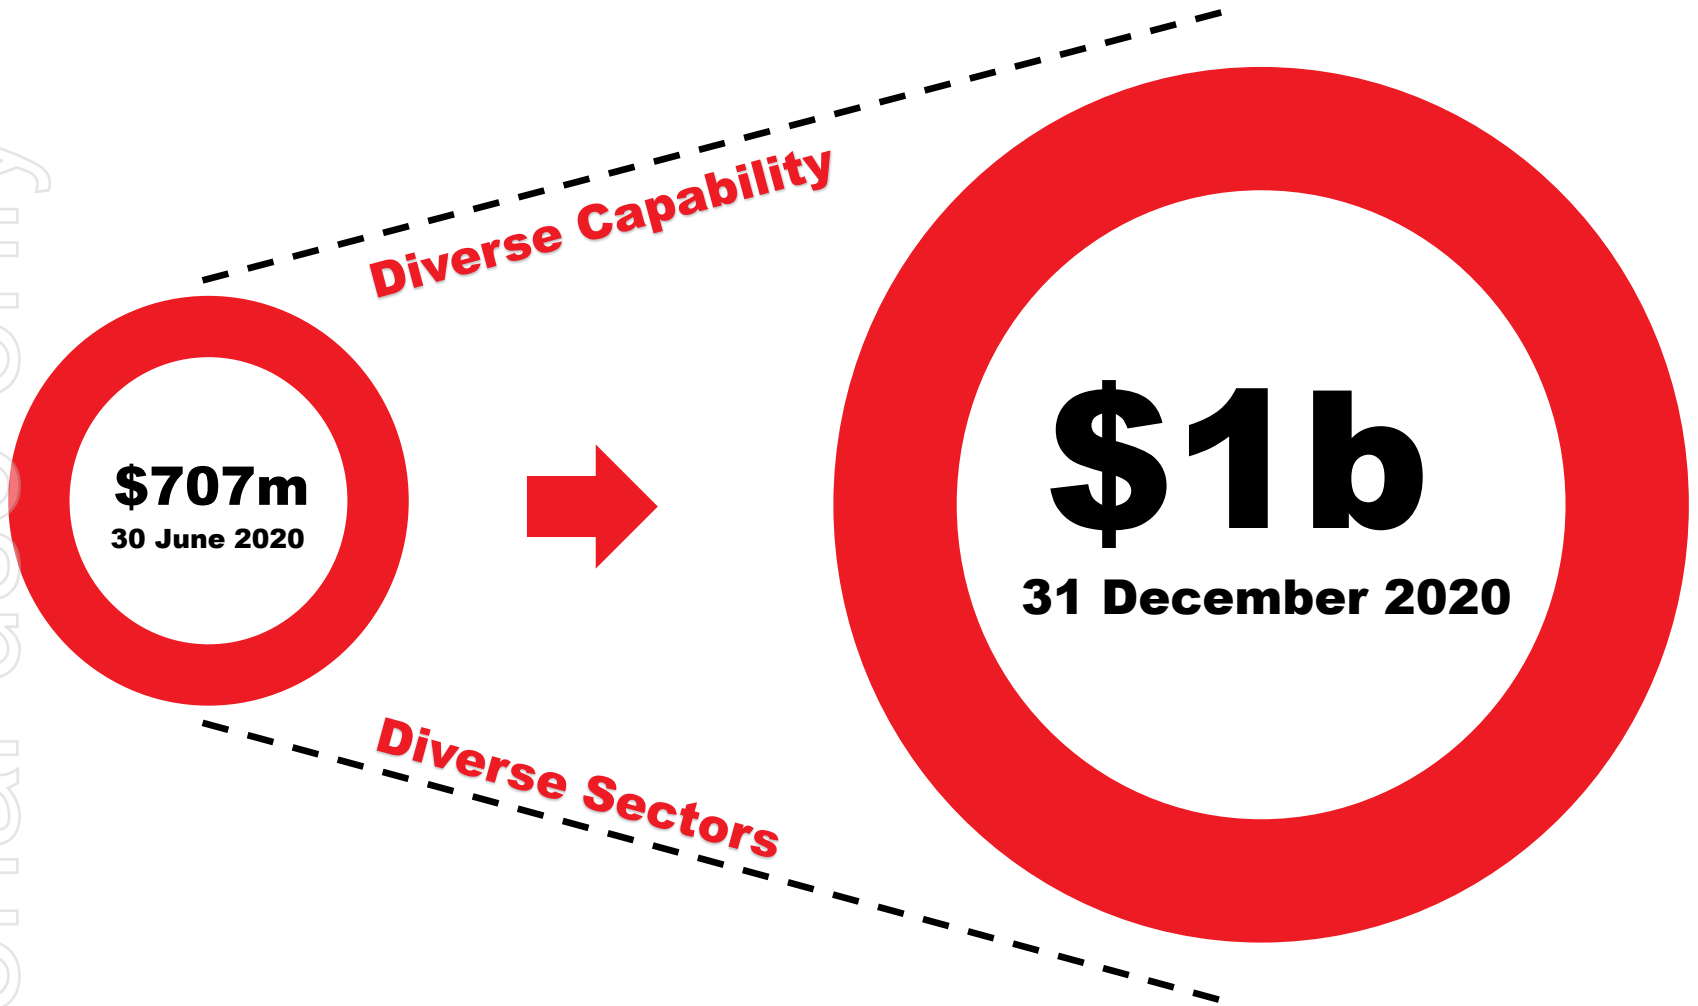 Diverse Capability
$707m
30 June 2020
$1b
31 December 2020
Diverse Sectors